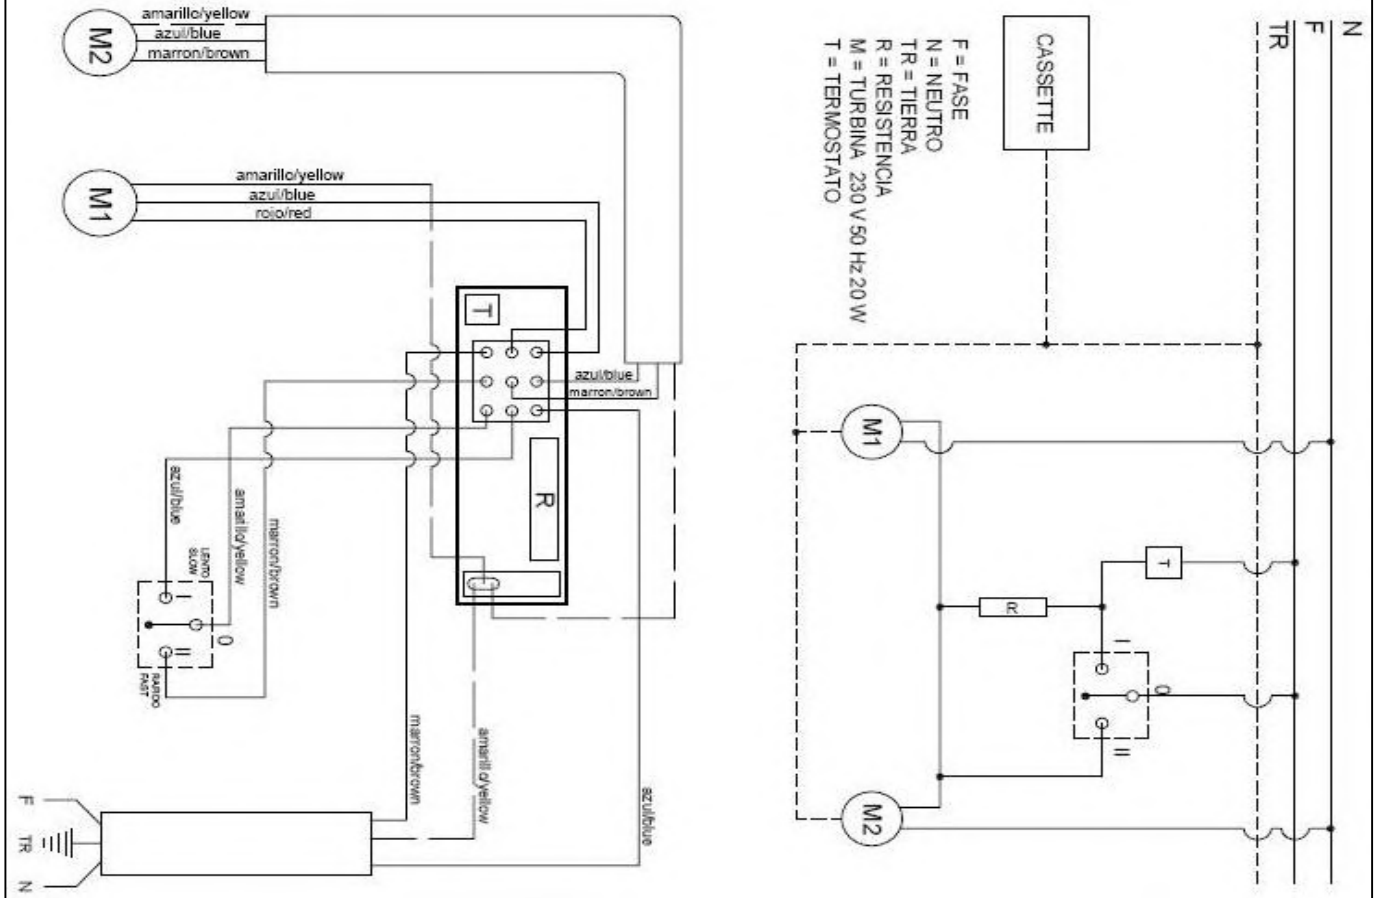 amarillo/yellow
azul/blue
marron/brown
M2
amarillo/yellow
azul/blue
rojo/red
M1
T
azul/blue
marron/brown
R
azul/blue
amarillo/yellow
marron/brown
LENTO
SLOW
I
0
II
RAPIDO
FAST
marron/brown
amarillo/yellow
azul/blue
F
TR
N
N
F
TR
CASSETTE
F = FASE
N = NEUTRO
TR = TIERRA
R = RESISTENCIA
M = TURBINA 230 V 50 Hz 20 W
T = TERMOSTATO
M1
T
R
I
0
II
M2